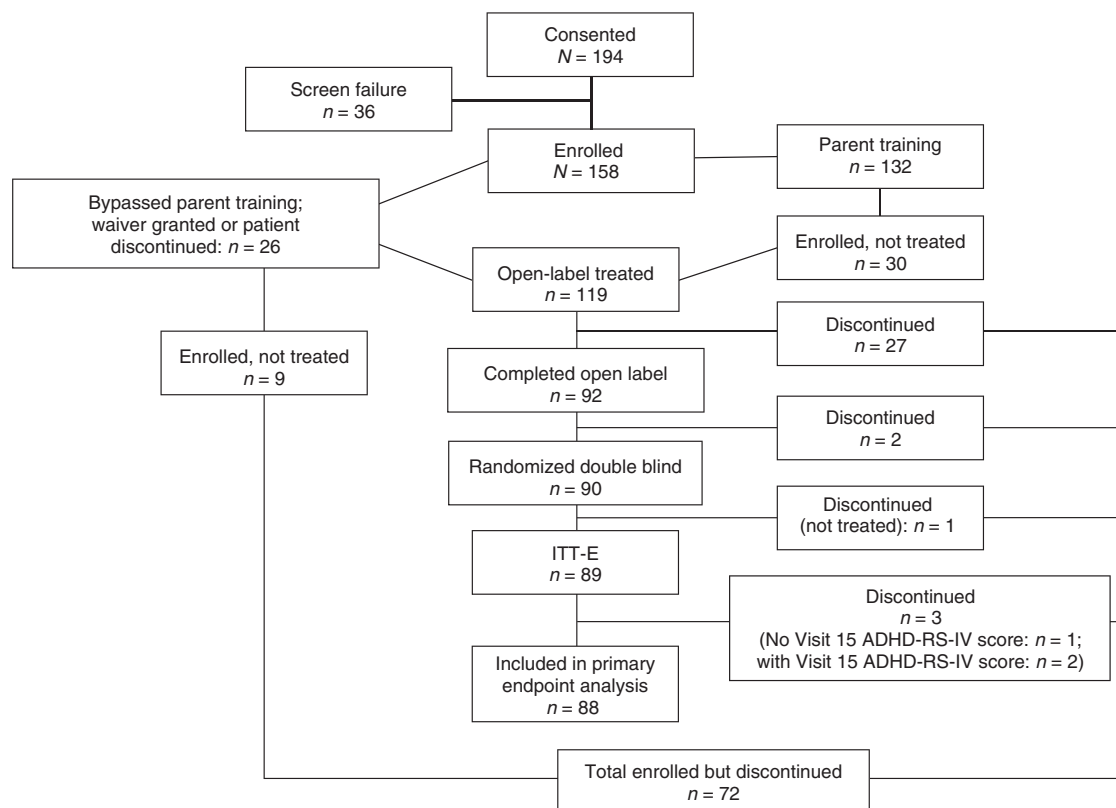 Consented
N = 194
Screen failure
n = 36
Enrolled
N = 158
Parent training
n = 132
Bypassed parent training;
waiver granted or patient
discontinued: n = 26
Enrolled, not treated
n = 30
Open-label treated
n = 119
Discontinued
n = 27
Enrolled, not treated
n = 9
Completed open label
n = 92
Discontinued
n = 2
Randomized double blind
n = 90
Discontinued
(not treated): n = 1
ITT-E
n = 89
Discontinued
n = 3
(No Visit 15 ADHD-RS-IV score: n = 1;
with Visit 15 ADHD-RS-IV score: n = 2)
Included in primary
endpoint analysis
n = 88
Total enrolled but discontinued
n = 72